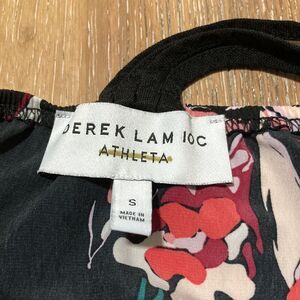 DEREK LAM 10C
ATHLETA
S
MADE IN
VIETNAM